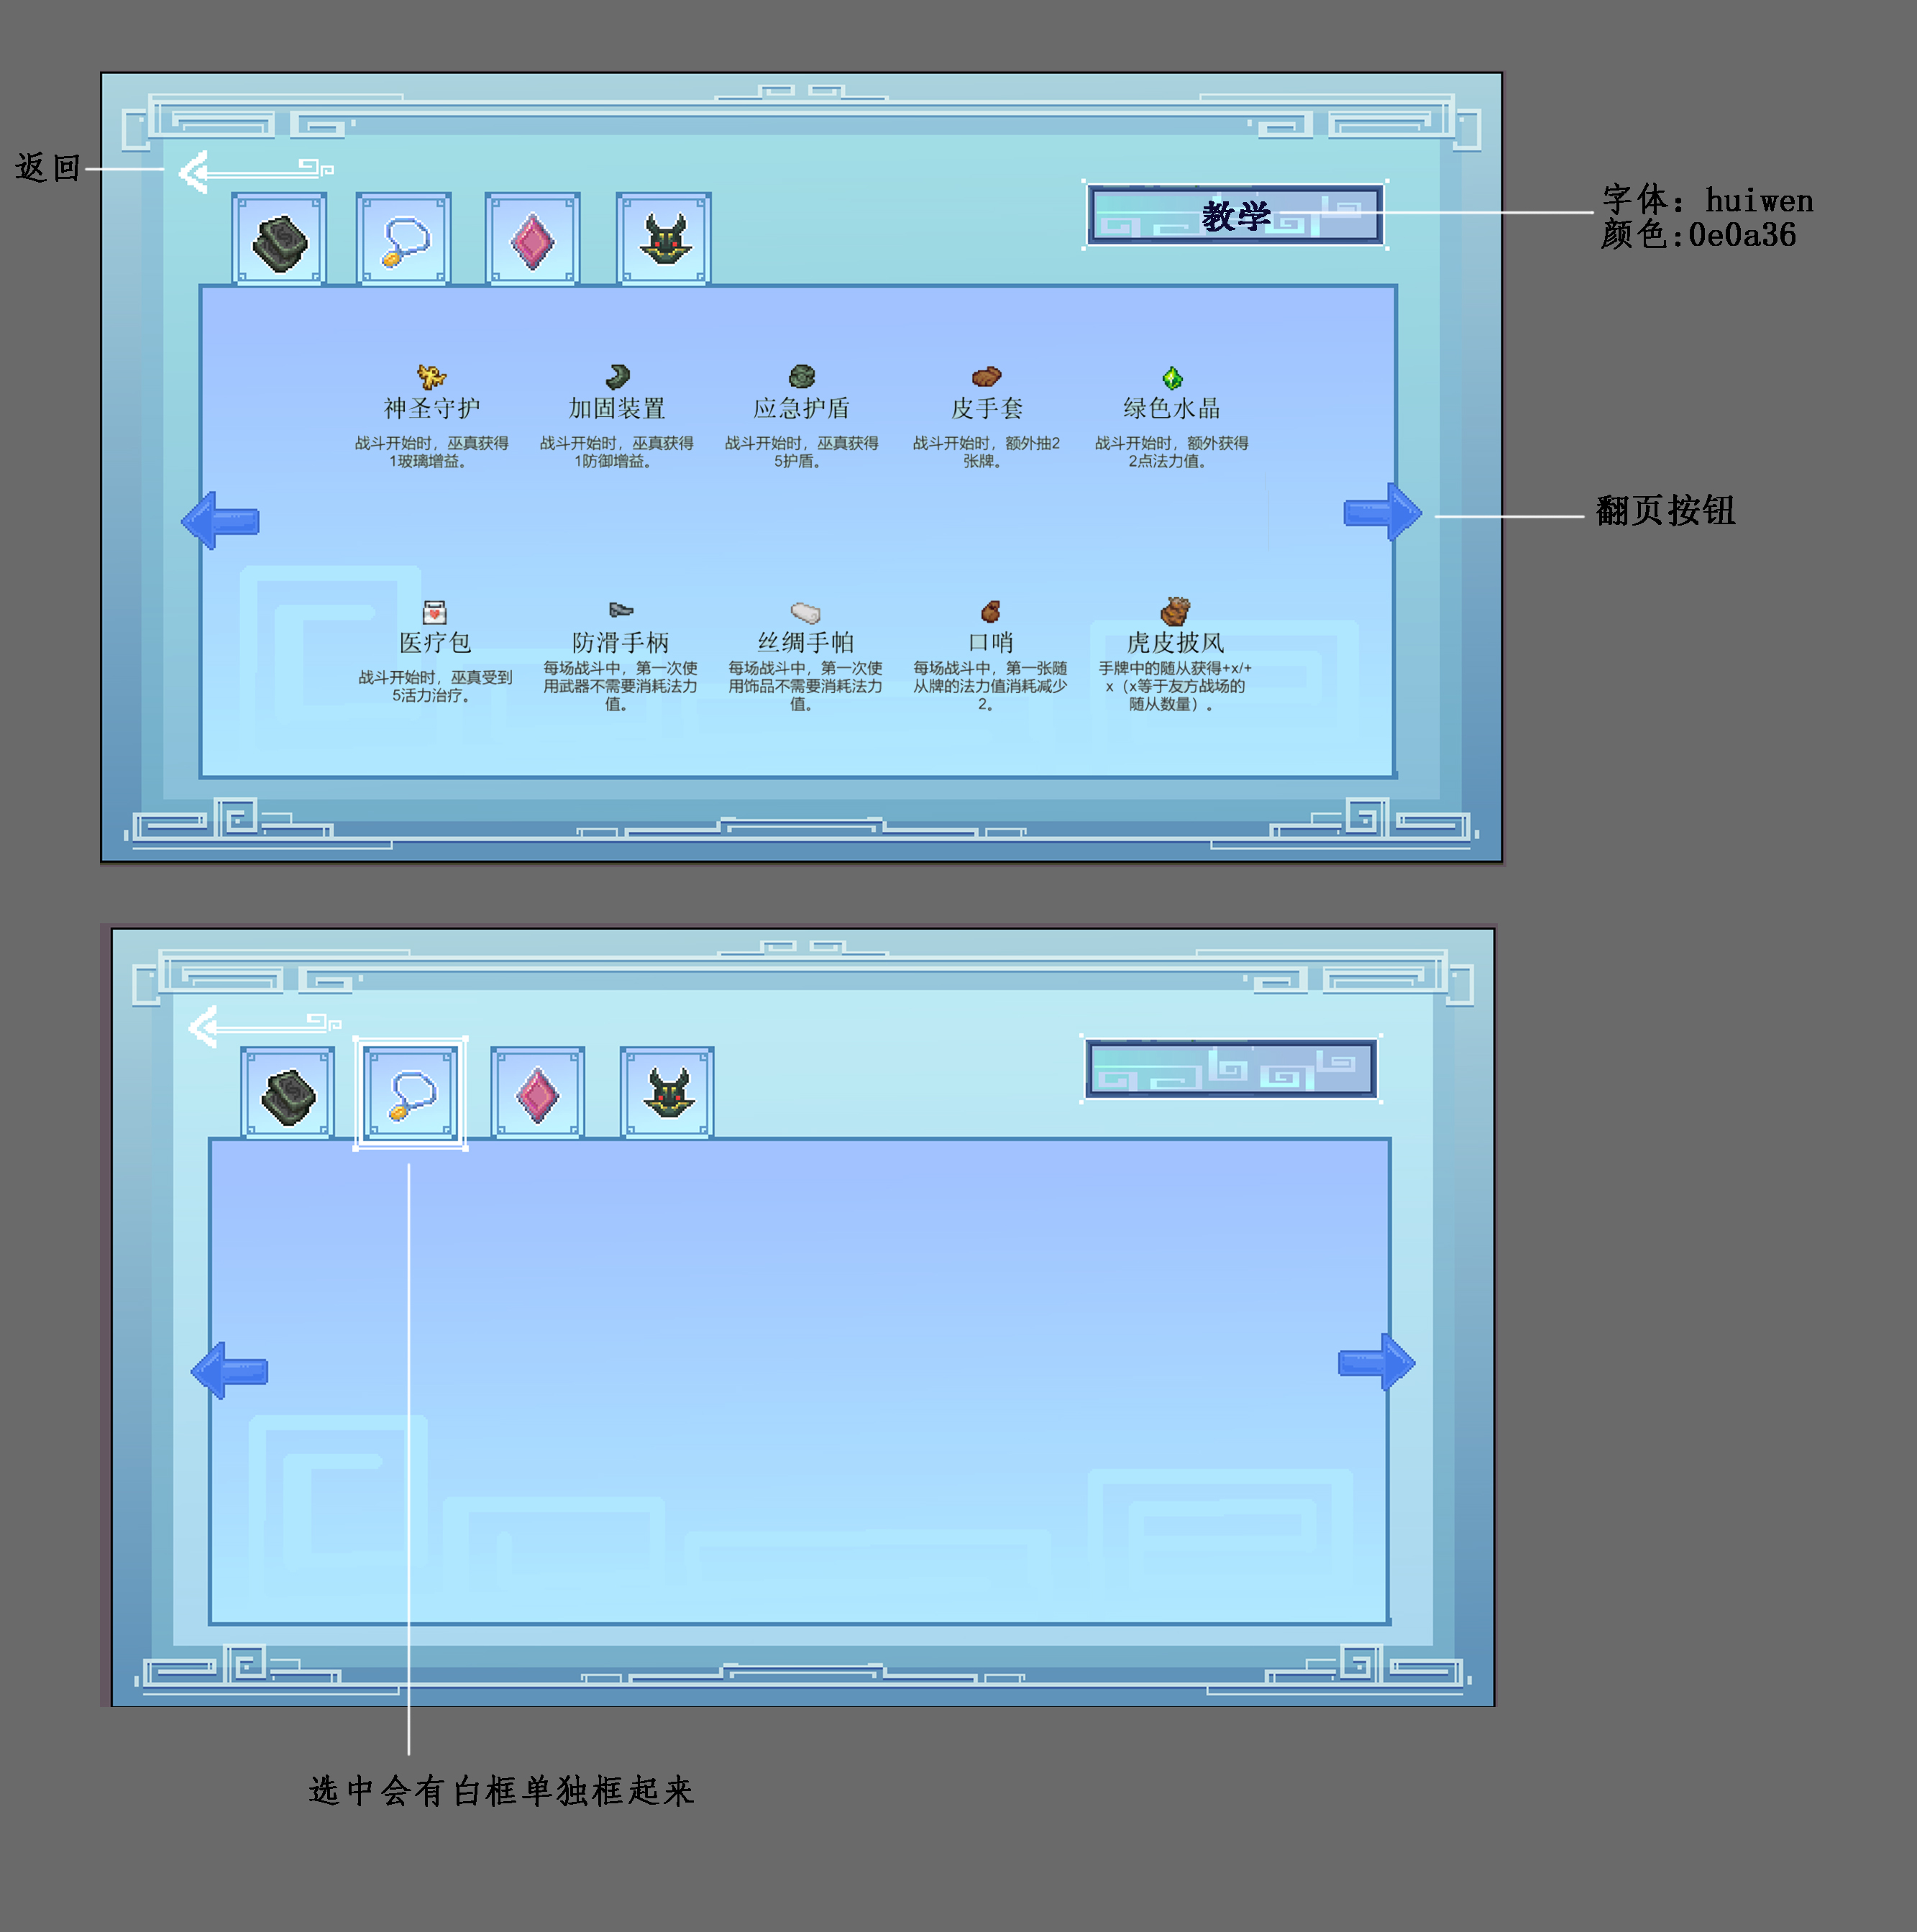 返回
教学
字体：huiwen
颜色:0e0a36
神圣守护
战斗开始时，巫真获得
1玻璃增益。
加固装置
战斗开始时，巫真获得
1防御增益。
应急护盾
战斗开始时，巫真获得
5护盾。
皮手套
战斗开始时，额外抽2
张牌。
绿色水晶
战斗开始时，额外获得
2点法力值。
翻页按钮
医疗包
战斗开始时，巫真受到
5活力治疗。
防滑手柄
每场战斗中，第一次使
用武器不需要消耗法力
值。
丝绸手帕
每场战斗中，第一次使
用饰品不需要消耗法力
值。
口哨
每场战斗中，第一张随
从牌的法力值消耗减少
2。
虎皮披风
手牌中的随从获得+x/+
x（x等于友方战场的
随从数量）。
选中会有白框单独框起来